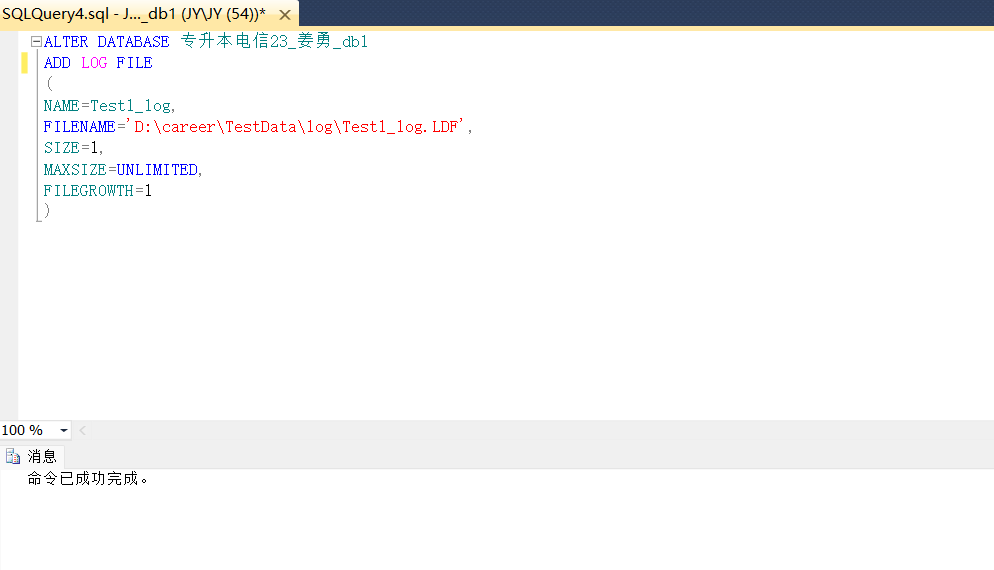 SQLQuery4.sql - J..._db1 (JY\JY (54))*
ALTER DATABASE 专升本电信23_姜勇_db1
ADD LOG FILE
(
NAME=Test1_log,
FILENAME='D:\career\TestData\log\Test1_log.LDF',
SIZE=1,
MAXSIZE=UNLIMITED,
FILEGROWTH=1
)
100 %
消息
命令已成功完成。